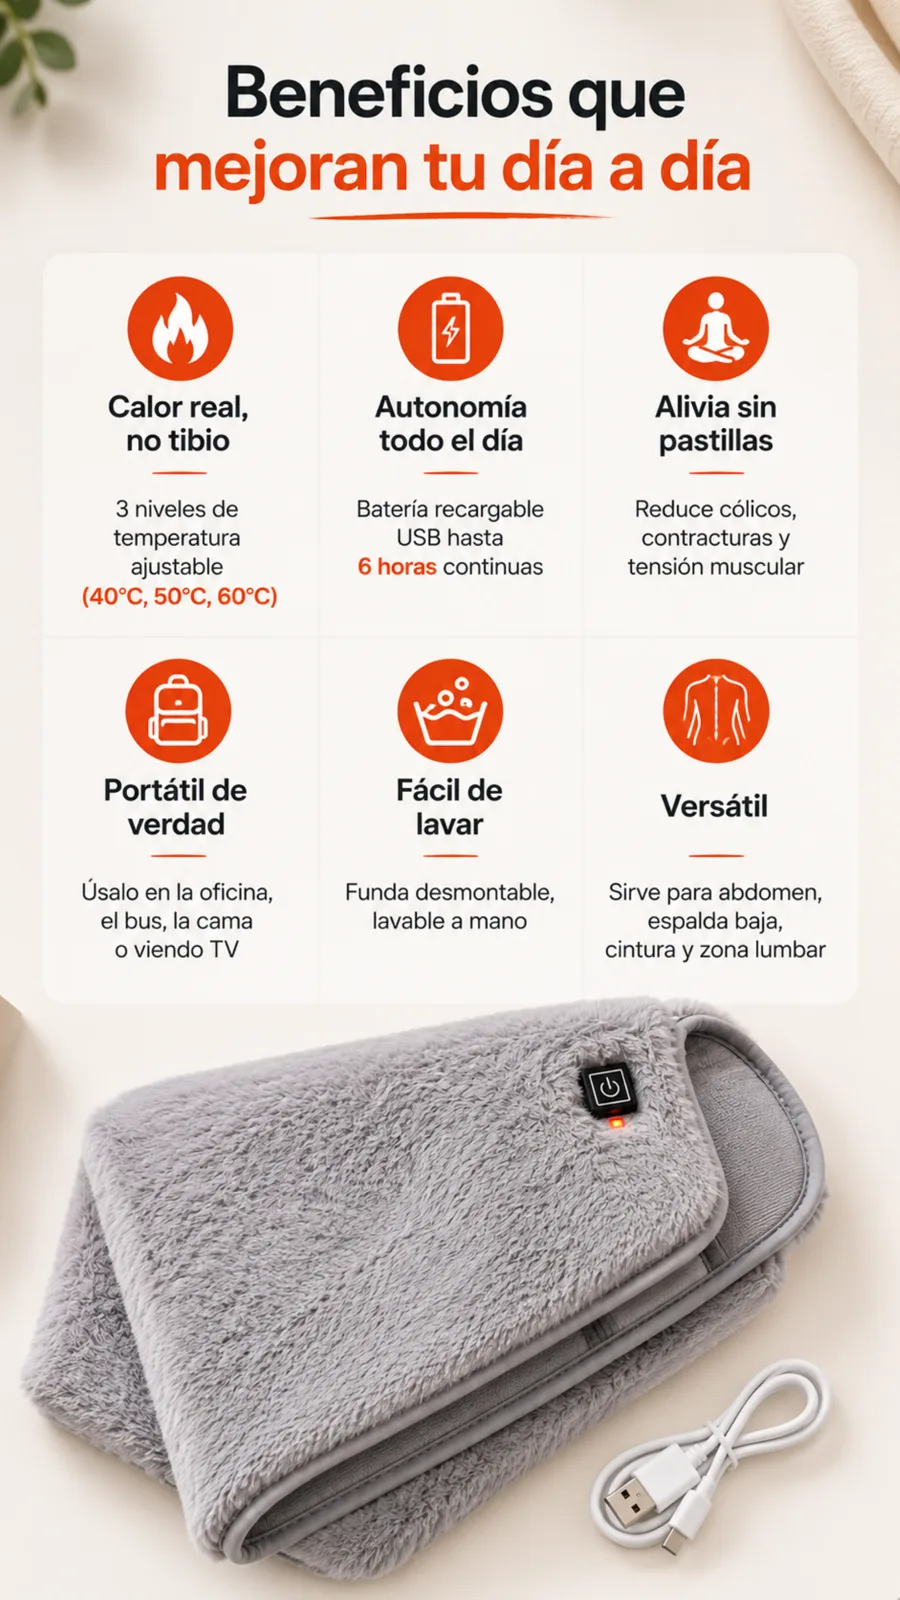 Beneficios que
mejoran tu día a día
Calor real,
no tibio
3 niveles de
temperatura
ajustable
(40°C, 50°C, 60°C)
Autonomía
todo el día
Batería recargable
USB hasta
6 horas continuas
Alivia sin
pastillas
Reduce cólicos,
contracturas y
tensión muscular
Portátil de
verdad
Úsalo en la oficina,
el bus, la cama
o viendo TV
Fácil de
lavar
Funda desmontable,
lavable a mano
Versátil
Sirve para abdomen,
espalda baja,
cintura y zona lumbar